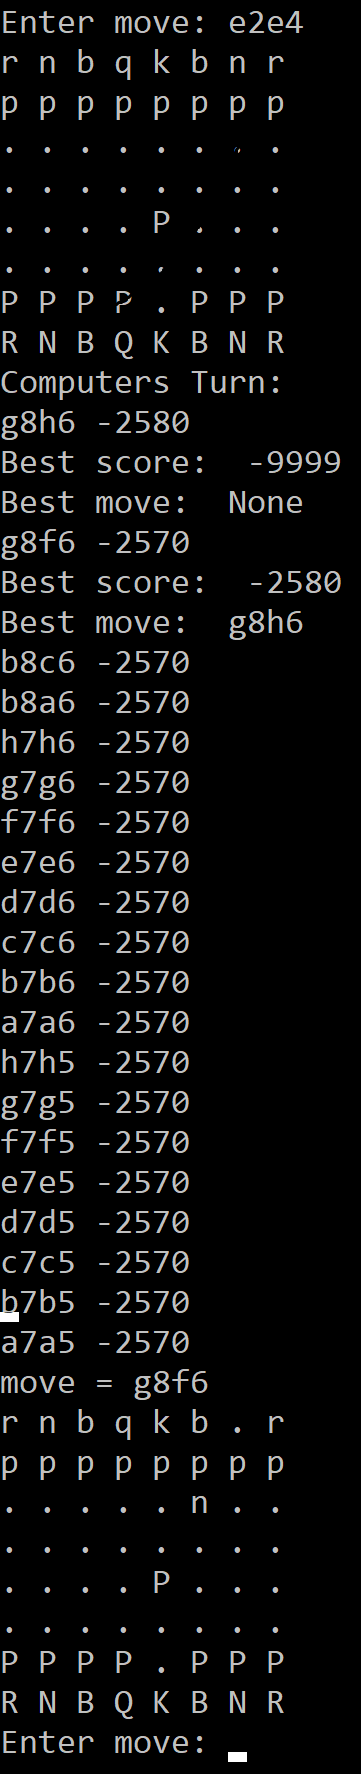 Enter move: e2e4
r n b q k b n r
p p p p p p p p
. . . . . . . .
. . . . . . . .
. . . . P . . .
. . . . . . . .
P P P P . P P P
R N B Q K B N R
Computers Turn:
g8h6 -2580
Best score:  -9999
Best move:  None
g8f6 -2570
Best score:  -2580
Best move:  g8h6
b8c6 -2570
b8a6 -2570
h7h6 -2570
g7g6 -2570
f7f6 -2570
e7e6 -2570
d7d6 -2570
c7c6 -2570
b7b6 -2570
a7a6 -2570
h7h5 -2570
g7g5 -2570
f7f5 -2570
e7e5 -2570
d7d5 -2570
c7c5 -2570
b7b5 -2570
a7a5 -2570
move = g8f6
r n b q k b . r
p p p p p p p p
. . . . . n . .
. . . . . . . .
. . . . P . . .
. . . . . . . .
P P P P . P P P
R N B Q K B N R
Enter move: